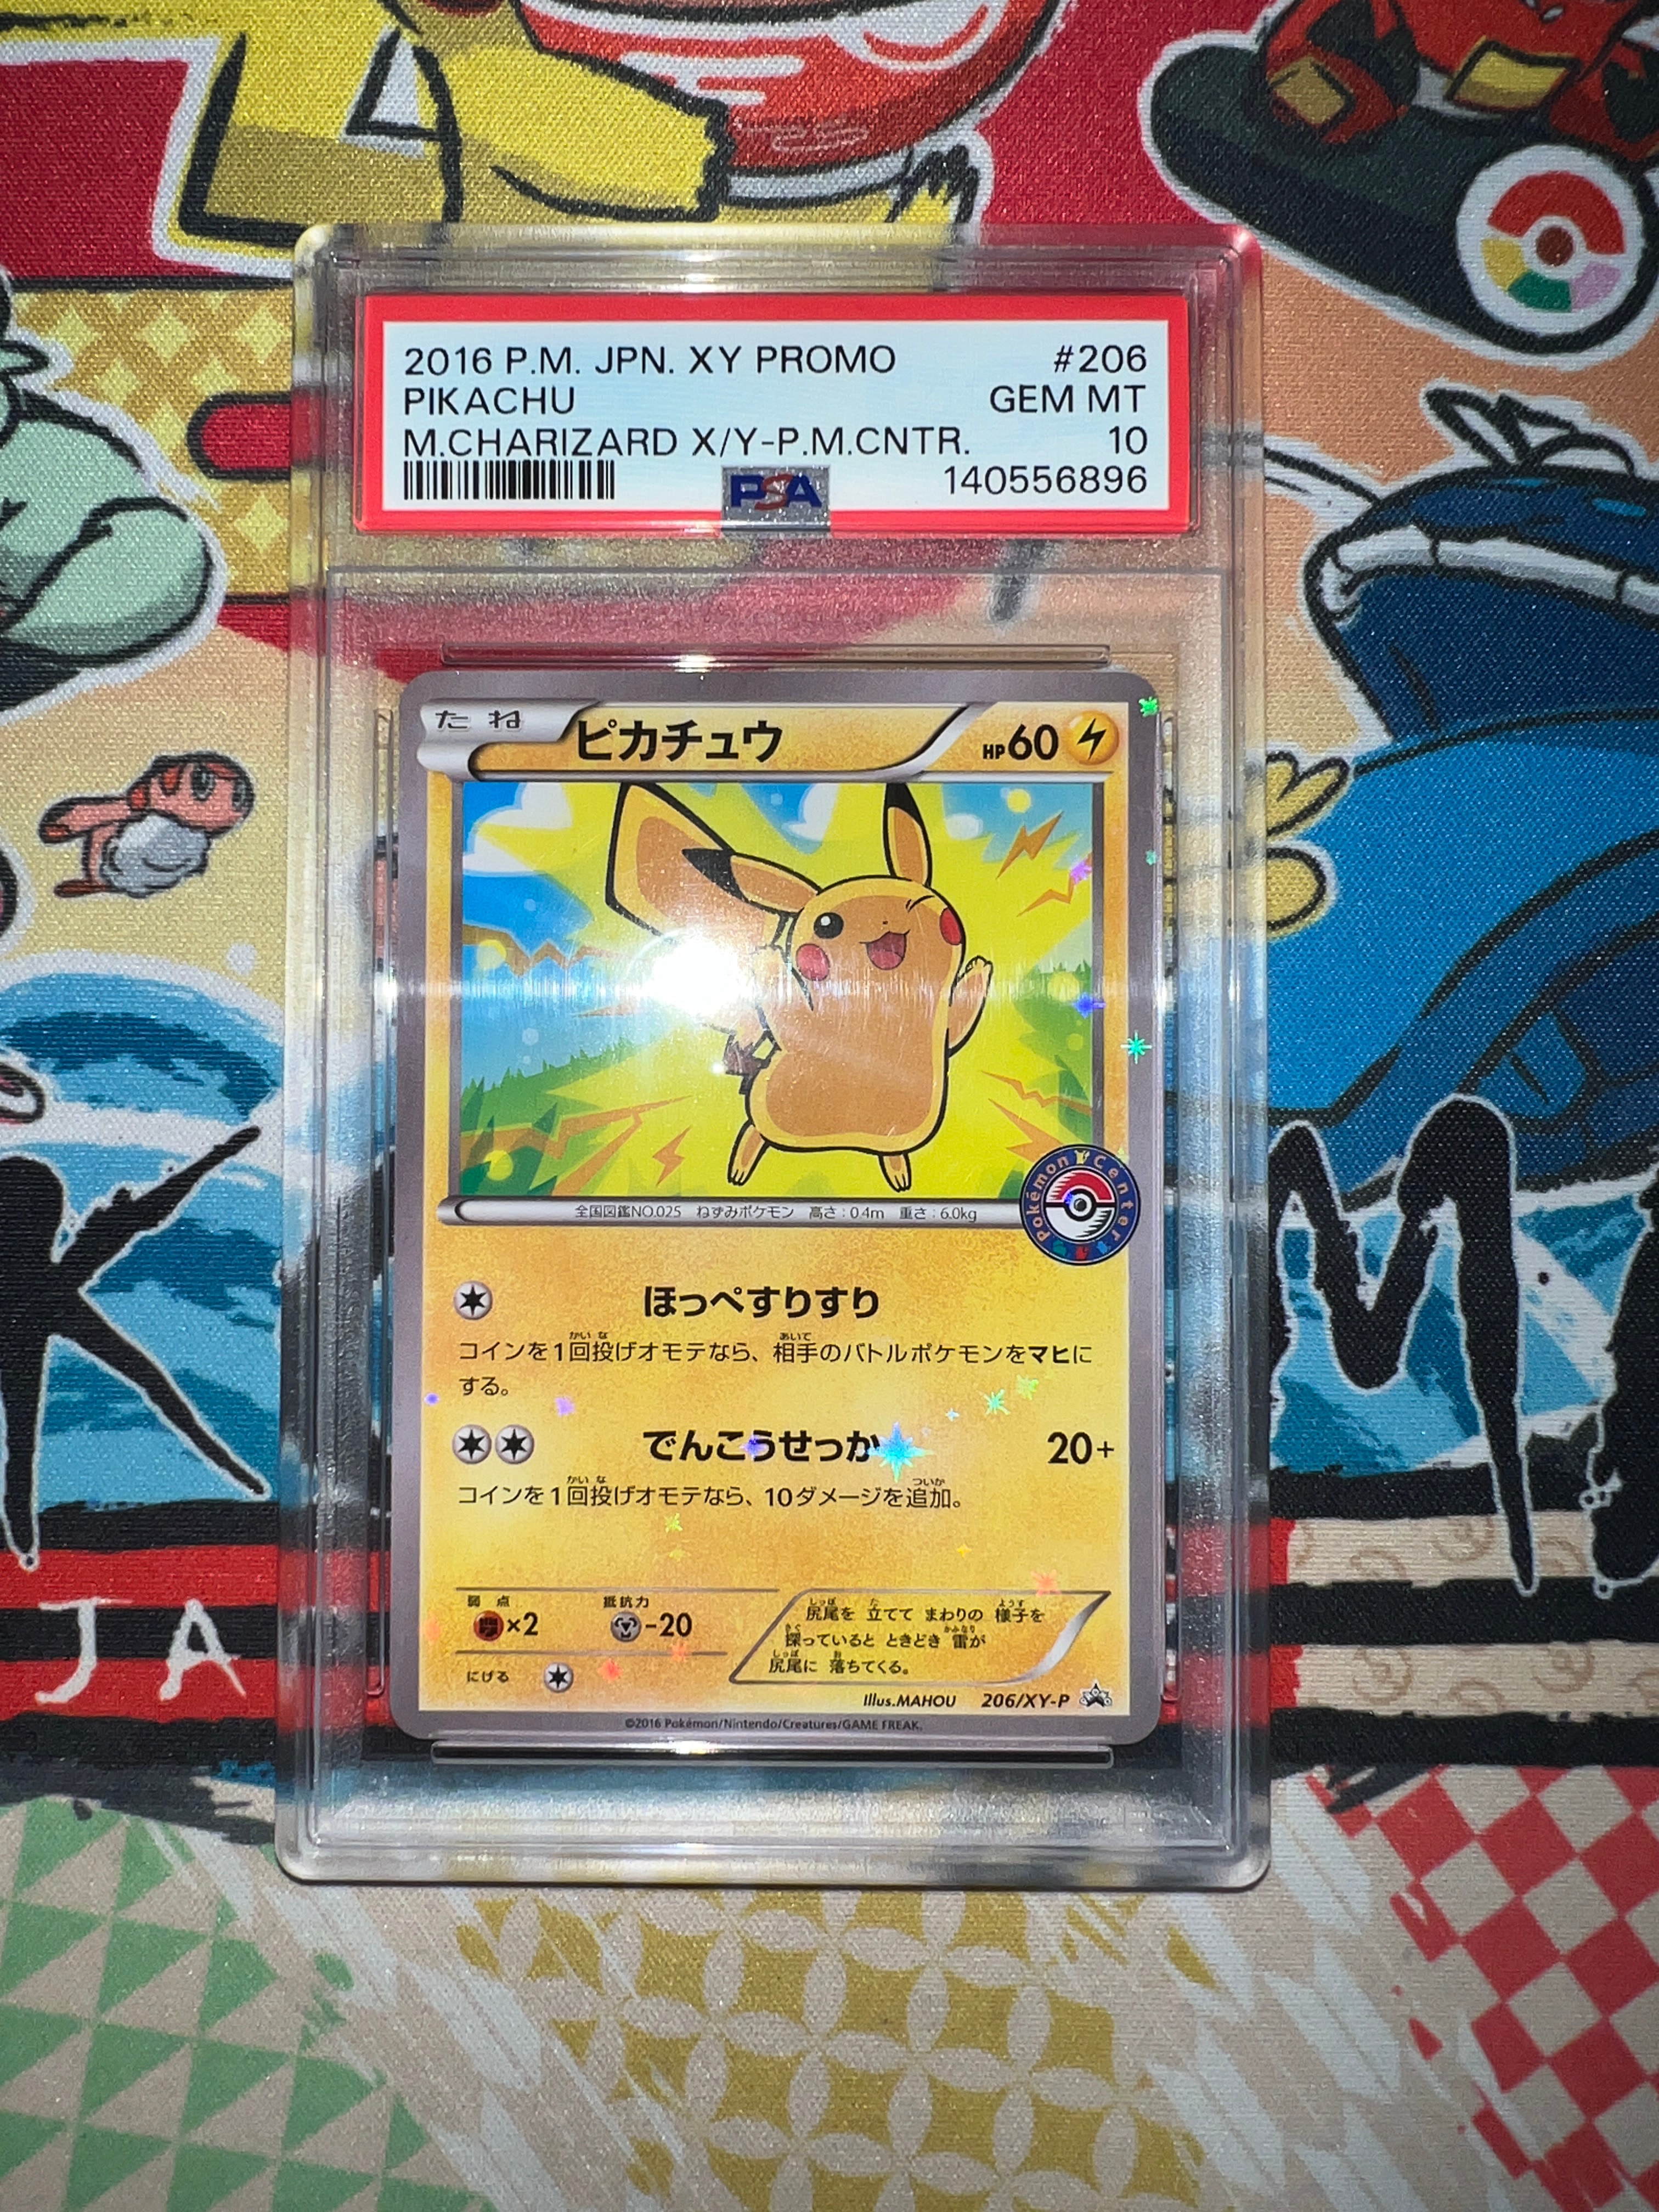 2016 P.M. JPN. XY PROMO #206
PIKACHU GEM MT
M.CHARIZARD X/Y-P.M.CNTR. 10
PSA 140556896
たね ピカチュウ HP60
Pokémon Center
全国図鑑NO.025 ねずみポケモン 高さ:0.4m 重さ:6.0kg
ほっぺすりすり
コインを1回投げオモテなら、相手のバトルポケモンをマヒに
する。
でんこうせっか 20+
コインを1回投げオモテなら、10ダメージを追加。
弱点 抵抗力
×2 -20
にげる
尻尾を 立てて まわりの 様子を
探っていると ときどき 雷が
尻尾に 落ちてくる。
Illus.MAHOU 206/XY-P
©2016 Pokémon/Nintendo/Creatures/GAME FREAK.
JA